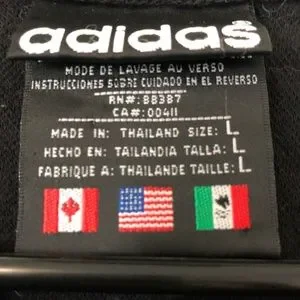 adidas
MODE DE LAVAGE AU VERSO
INSTRUCCIONES SOBRE CUIDADO EN EL REVERSO
RN#: 88387
CA#: 00411
MADE IN: THAILAND SIZE: L
HECHO EN: TAILANDIA TALLA: L
FABRIQUE A: THAILANDE TAILLE: L